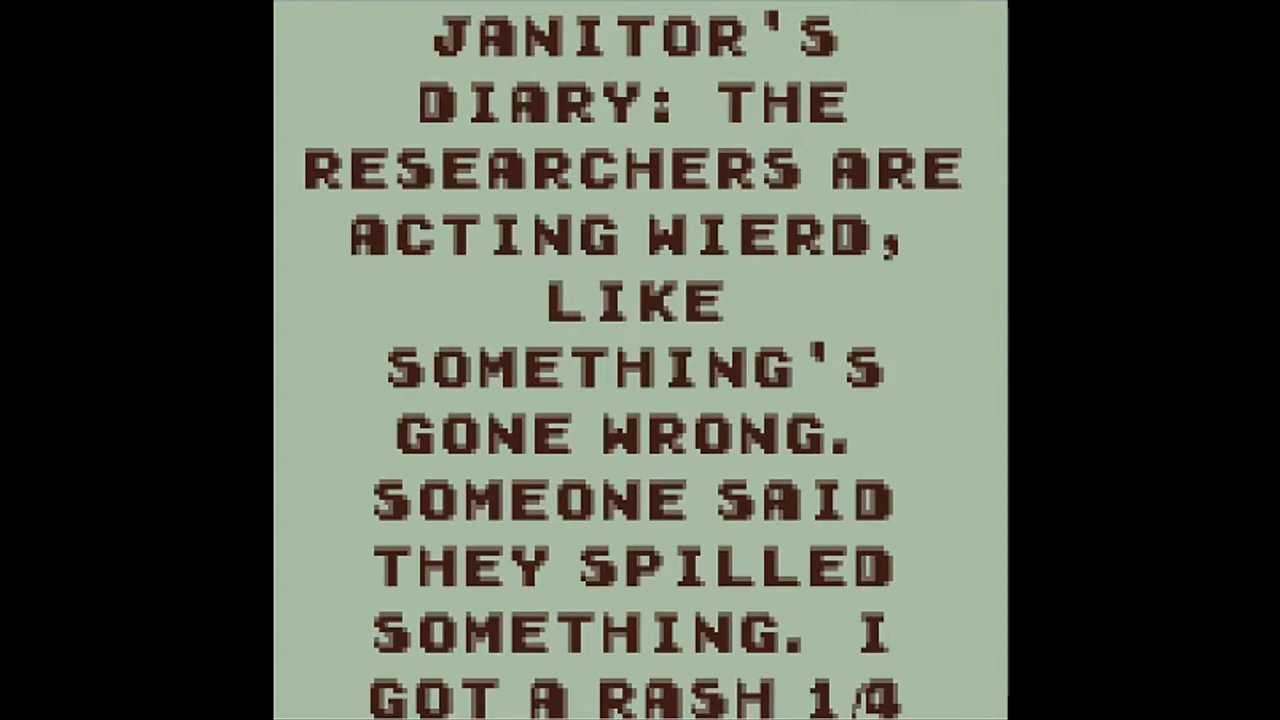 JANITOR'S
DIARY: THE
RESEARCHERS ARE
ACTING WIERD,
LIKE
SOMETHING'S
GONE WRONG.
SOMEONE SAID
THEY SPILLED
SOMETHING. I
GOT A RASH 1/4